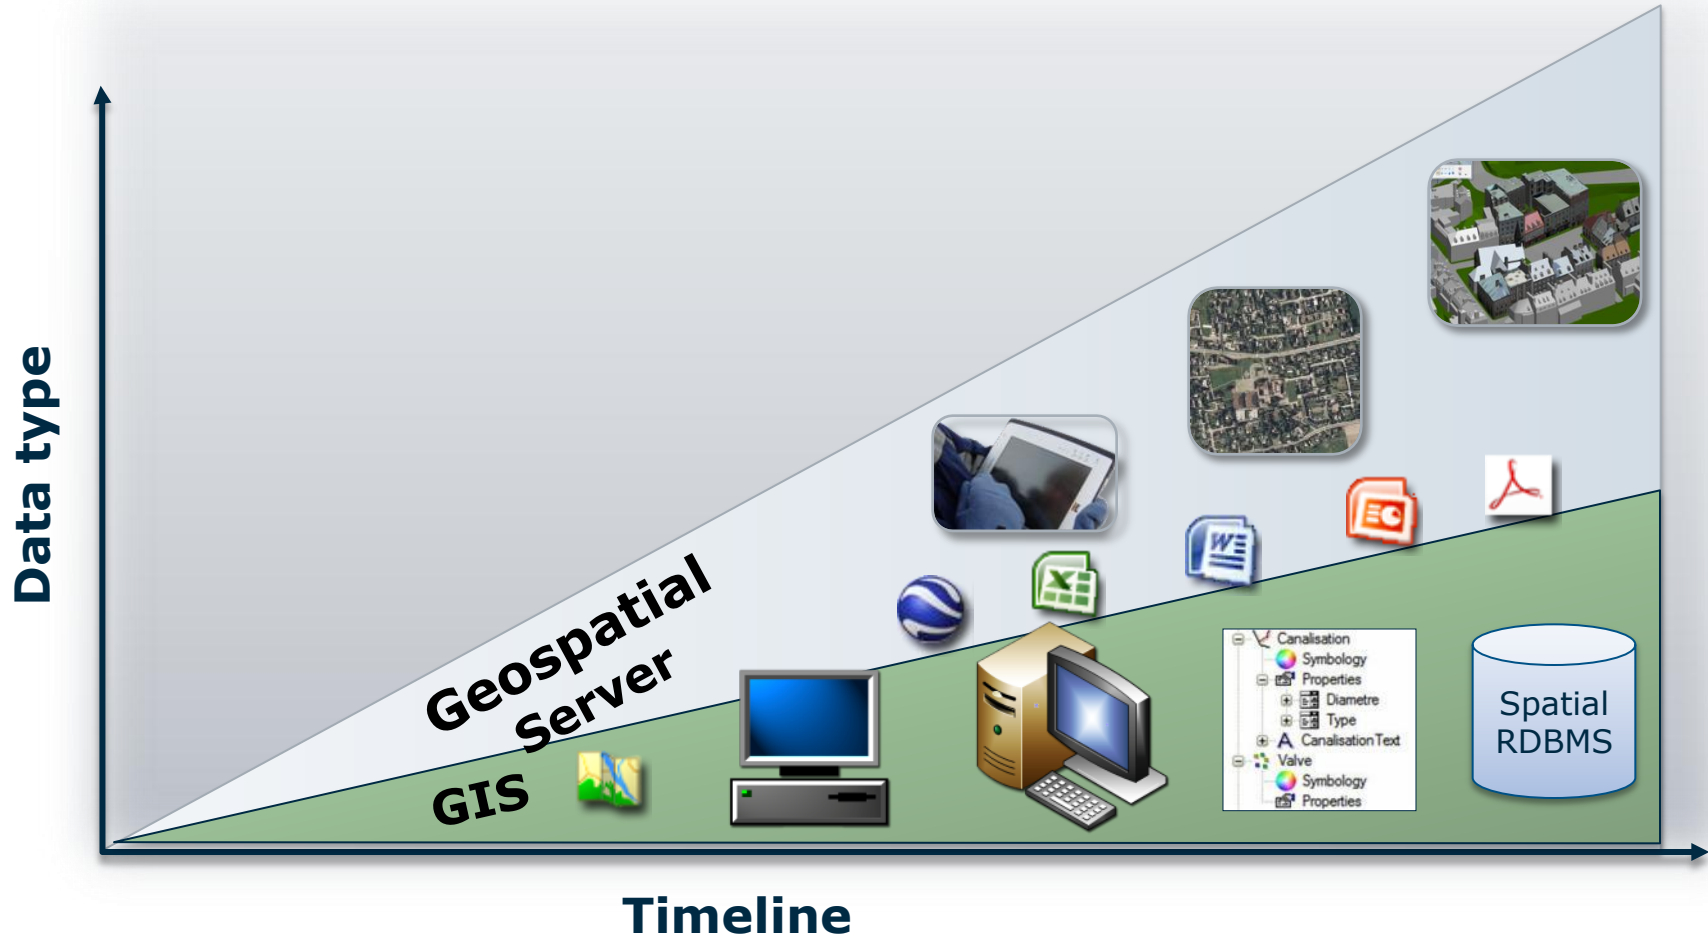 Data type
Geospatial
Server
GIS
Canalisation
Symbology
Properties
Diametre
Type
A CanalisationText
Valve
Symbology
Properties
Spatial
RDBMS
Timeline